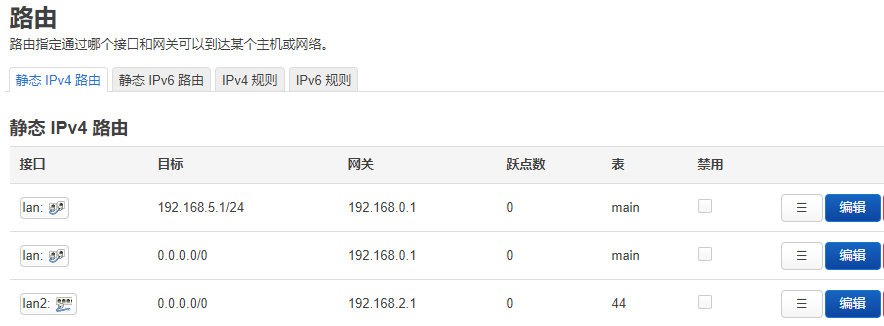 路由
路由指定通过哪个接口和网关可以到达某个主机或网络。
静态 IPv4 路由 静态 IPv6 路由 IPv4 规则 IPv6 规则
静态 IPv4 路由
接口 目标 网关 跃点数 表 禁用
lan: 192.168.5.1/24 192.168.0.1 0 main ☰ 编辑
lan: 0.0.0.0/0 192.168.0.1 0 main ☰ 编辑
lan2: 0.0.0.0/0 192.168.2.1 0 44 ☰ 编辑